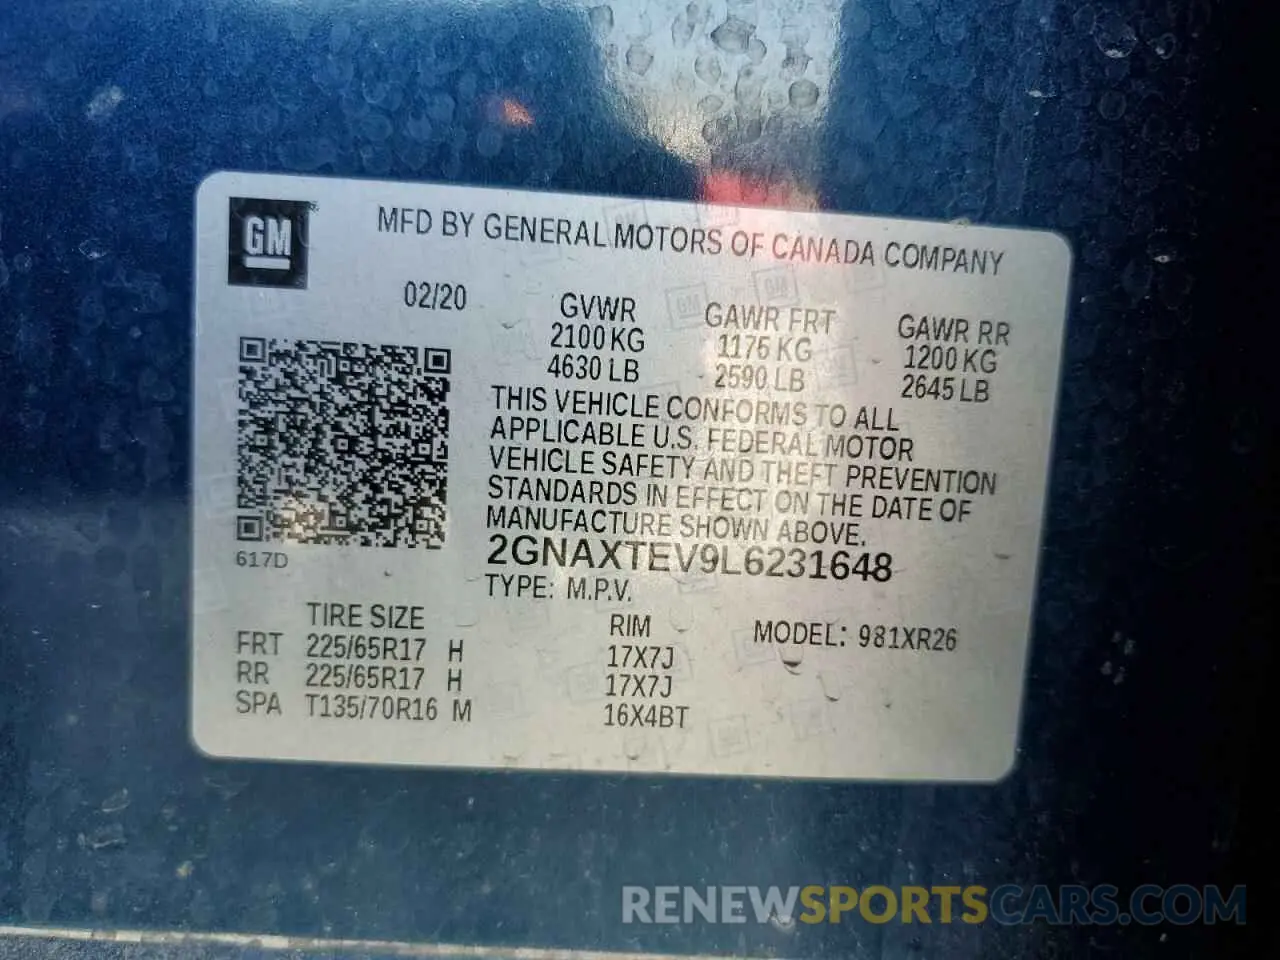 GM
MFD BY GENERAL MOTORS OF CANADA COMPANY
02/20
GVWR
2100 KG
4630 LB
GAWR FRT
1175 KG
2590 LB
GAWR RR
1200 KG
2645 LB
THIS VEHICLE CONFORMS TO ALL
APPLICABLE U.S. FEDERAL MOTOR
VEHICLE SAFETY AND THEFT PREVENTION
STANDARDS IN EFFECT ON THE DATE OF
MANUFACTURE SHOWN ABOVE.
617D
2GNAXTEV9L6231648
TYPE: M.P.V.
TIRE SIZE RIM MODEL: 981XR26
FRT 225/65R17 H 17X7J
RR 225/65R17 H 17X7J
SPA T135/70R16 M 16X4BT
RENEWSPORTSCARS.COM